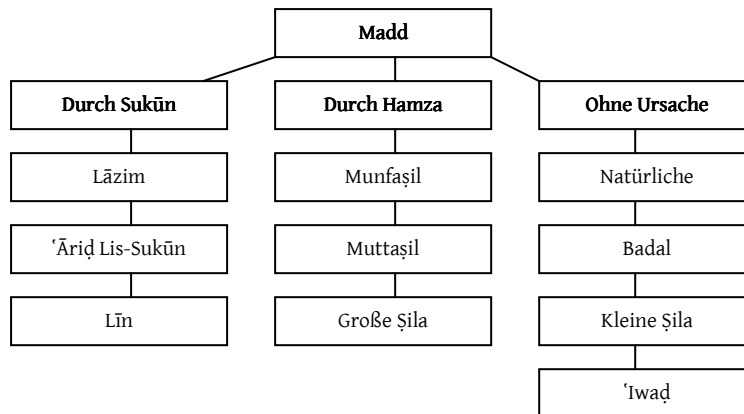 Madd
Durch Sukūn
Durch Hamza
Ohne Ursache
Lāzim
Munfaṣil
Natürliche
ʿĀriḍ Lis-Sukūn
Muttaṣil
Badal
Līn
Große Ṣila
Kleine Ṣila
ʿIwaḍ